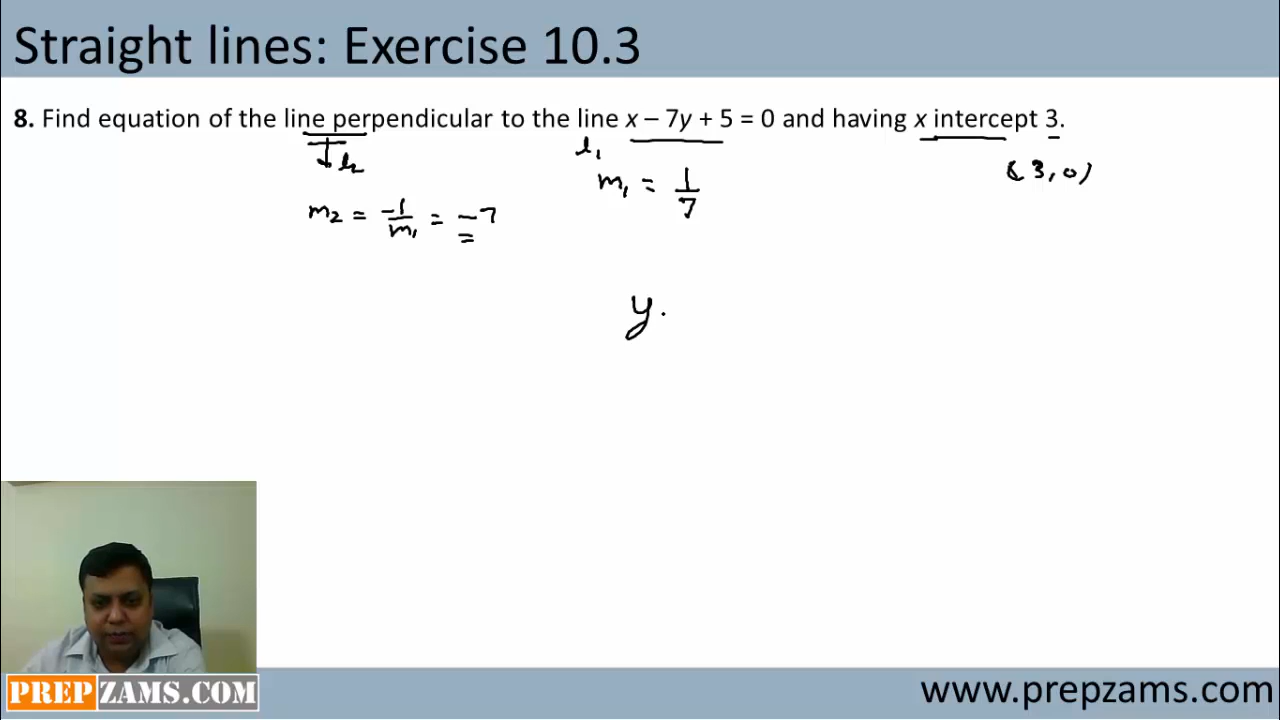 Straight lines: Exercise 10.3
8. Find equation of the line perpendicular to the line x – 7y + 5 = 0 and having x intercept 3.
l₂
l₁
(3,0)
m₁ = 1/7
m₂ = -1/m₁ = -7
y.
PREPZAMS.COM
www.prepzams.com